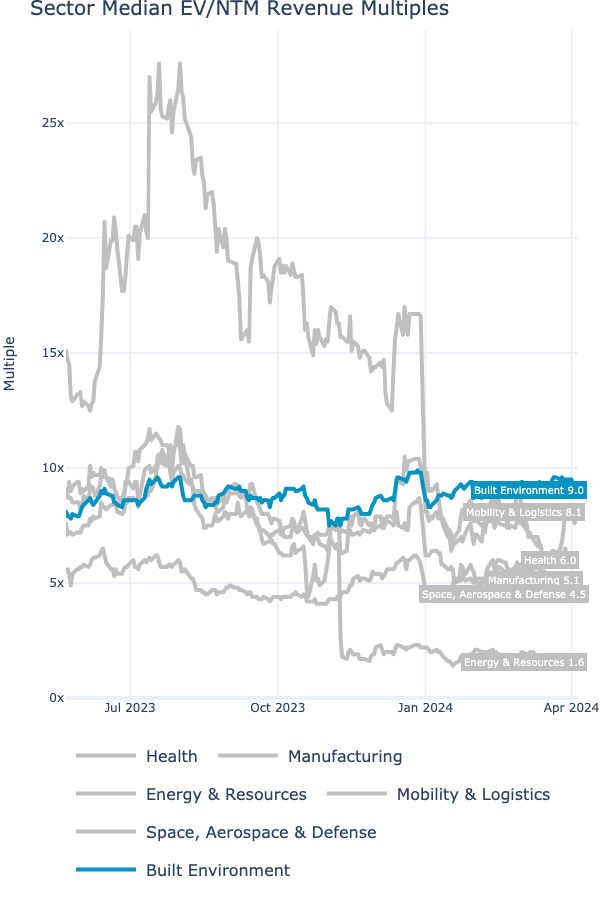 Sector Median EV/NTM Revenue Multiples
25x
20x
15x
10x
5x
0x
Multiple
Built Environment 9.0
Mobility & Logistics 8.1
Health 6.0
Manufacturing 5.1
Space, Aerospace & Defense 4.5
Energy & Resources 1.6
Jul 2023 Oct 2023 Jan 2024 Apr 2024
Health Manufacturing
Energy & Resources Mobility & Logistics
Space, Aerospace & Defense
Built Environment